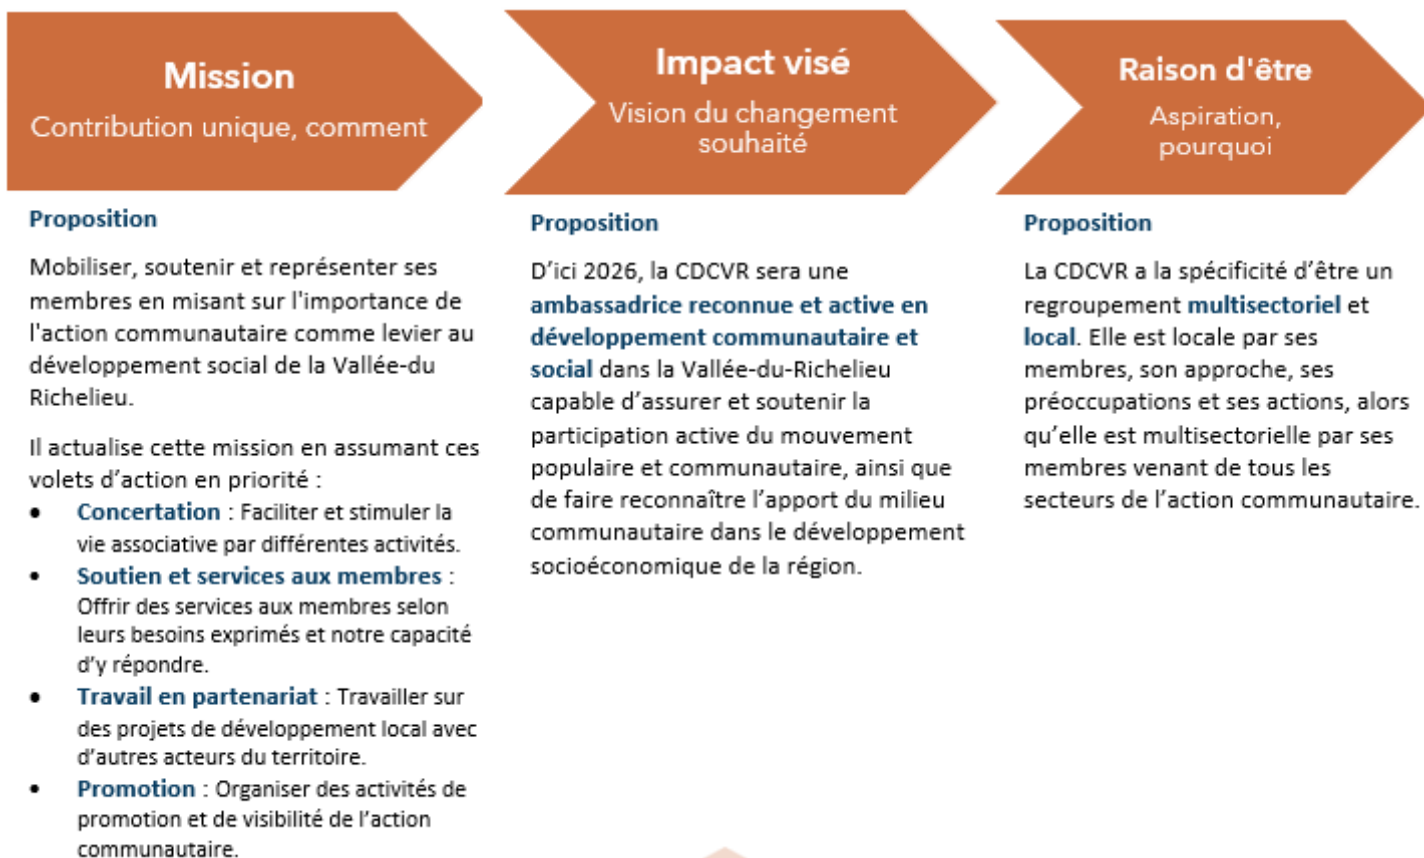 Mission
Contribution unique, comment
Proposition
Mobiliser, soutenir et représenter ses
membres en misant sur l'importance de
l'action communautaire comme levier au
développement social de la Vallée-du
Richelieu.
Il actualise cette mission en assumant ces
volets d'action en priorité :
• Concertation : Faciliter et stimuler la
vie associative par différentes activités.
• Soutien et services aux membres :
Offrir des services aux membres selon
leurs besoins exprimés et notre capacité
d'y répondre.
• Travail en partenariat : Travailler sur
des projets de développement local avec
d'autres acteurs du territoire.
• Promotion : Organiser des activités de
promotion et de visibilité de l'action
communautaire.
Impact visé
Vision du changement
souhaité
Proposition
D'ici 2026, la CDCVR sera une
ambassadrice reconnue et active en
développement communautaire et
social dans la Vallée-du-Richelieu
capable d'assurer et soutenir la
participation active du mouvement
populaire et communautaire, ainsi que
de faire reconnaître l'apport du milieu
communautaire dans le développement
socioéconomique de la région.
Raison d'être
Aspiration,
pourquoi
Proposition
La CDCVR a la spécificité d'être un
regroupement multisectoriel et
local. Elle est locale par ses
membres, son approche, ses
préoccupations et ses actions, alors
qu'elle est multisectorielle par ses
membres venant de tous les
secteurs de l'action communautaire.